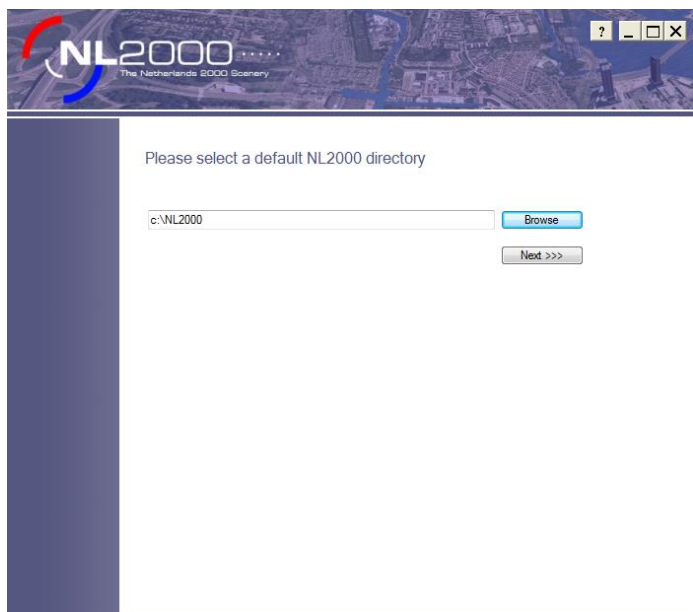 NL2000
The Netherlands 2000 Scenery
?
Please select a default NL2000 directory
c:\NL2000
Browse
Next >>>